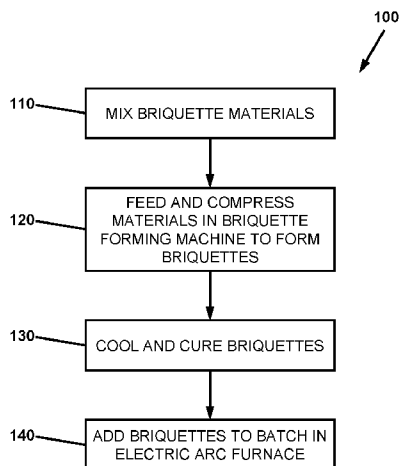 100
110
MIX BRIQUETTE MATERIALS
120
FEED AND COMPRESS
MATERIALS IN BRIQUETTE
FORMING MACHINE TO FORM
BRIQUETTES
130
COOL AND CURE BRIQUETTES
140
ADD BRIQUETTES TO BATCH IN
ELECTRIC ARC FURNACE